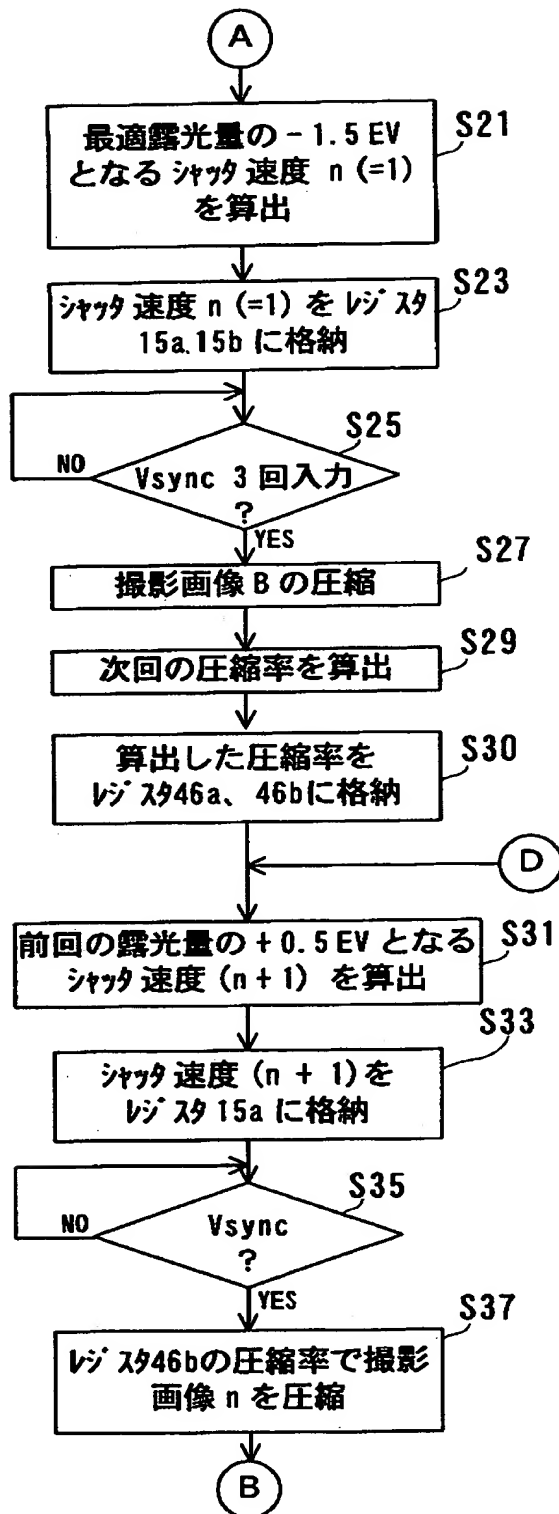 A
最適露光量の-1.5EV
となる シャッタ 速度 n (=1)
を算出
S21
シャッタ 速度 n (=1) を レジスタ
15a.15b に格納
S23
S25
NO
Vsync 3 回入力
?
YES
S27
撮影画像 B の圧縮
S29
次回の圧縮率を算出
S30
算出した圧縮率を
レジスタ46a、46bに格納
D
前回の露光量の+0.5EV となる
シャッタ 速度 (n+1) を算出
S31
S33
シャッタ 速度 (n + 1)を
レジスタ 15a に格納
S35
NO
Vsync
?
YES
S37
レジスタ46bの圧縮率で撮影
画像 n を圧縮
B